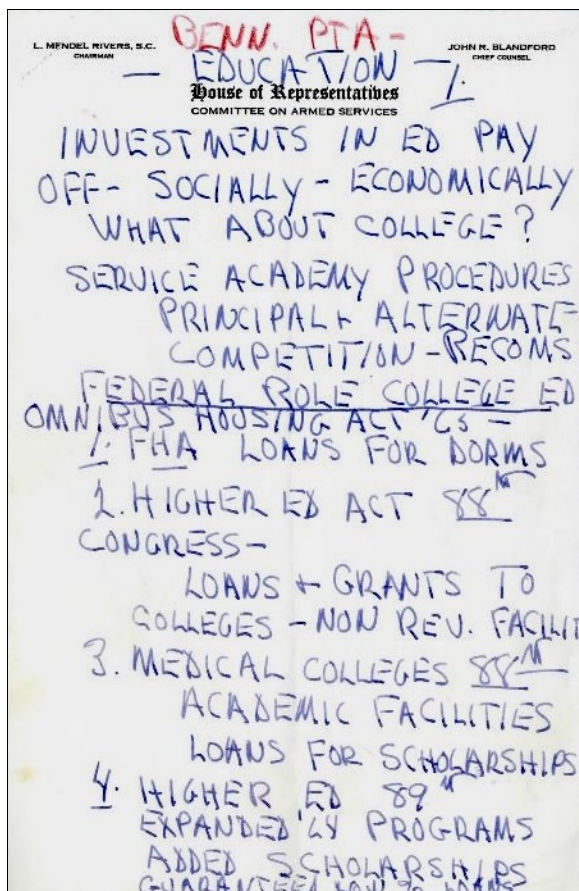 BENN. PTA -
L. MENDEL RIVERS, S.C.
CHAIRMAN
JOHN R. BLANDFORD
CHIEF COUNSEL
- EDUCATION - 1.
House of Representatives
COMMITTEE ON ARMED SERVICES
INVESTMENTS IN ED PAY
OFF - SOCIALLY - ECONOMICALLY
WHAT ABOUT COLLEGE?
SERVICE ACADEMY PROCEDURES
PRINCIPAL + ALTERNATE
COMPETITION - RECOMS
FEDERAL ROLE COLLEGE ED
OMNIBUS HOUSING ACT -
1. FHA LOANS FOR DORMS
2. HIGHER ED ACT 88TH
CONGRESS -
LOANS + GRANTS TO
COLLEGES - NON REV. FACILIT
3. MEDICAL COLLEGES 88TH
ACADEMIC FACILITIES
LOANS FOR SCHOLARSHIPS
4. HIGHER ED 89TH
EXPANDED '64 PROGRAMS
ADDED SCHOLARSHIPS
GUARANTEED